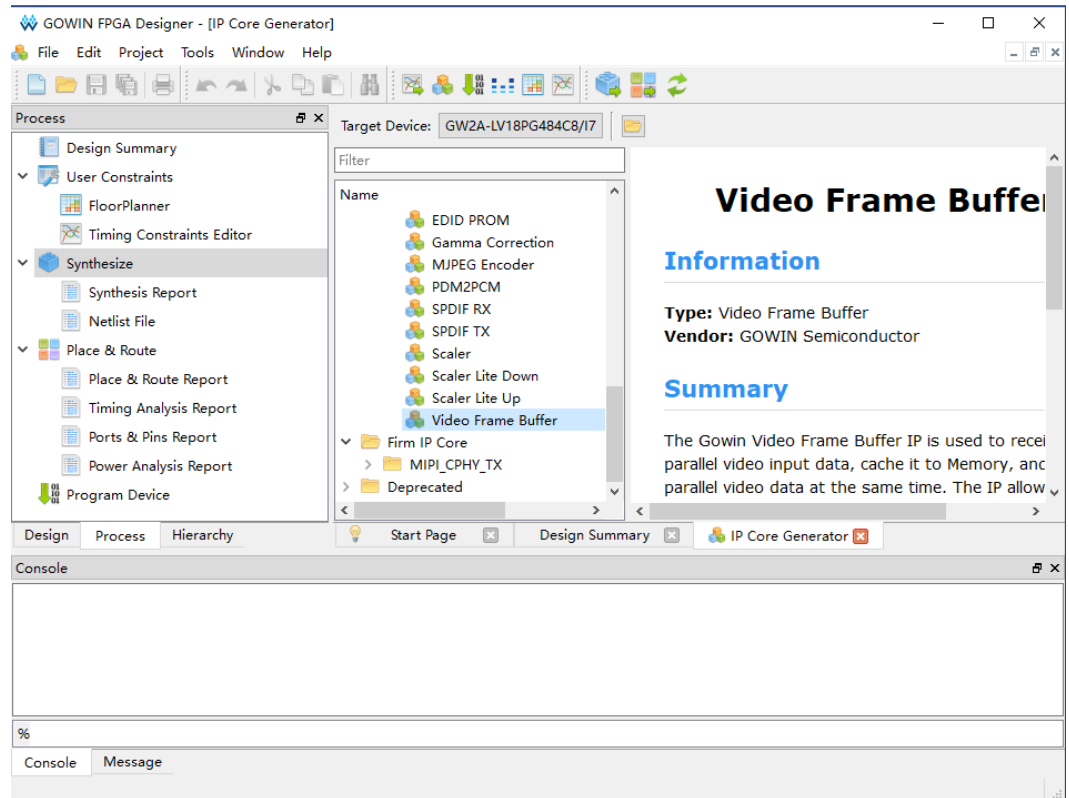 GOWIN FPGA Designer - [IP Core Generator]
File Edit Project Tools Window Help
Process
Design Summary
User Constraints
FloorPlanner
Timing Constraints Editor
Synthesize
Synthesis Report
Netlist File
Place & Route
Place & Route Report
Timing Analysis Report
Ports & Pins Report
Power Analysis Report
Program Device
Design Process Hierarchy
Target Device: GW2A-LV18PG484C8/I7
Filter
Name
EDID PROM
Gamma Correction
MJPEG Encoder
PDM2PCM
SPDIF RX
SPDIF TX
Scaler
Scaler Lite Down
Scaler Lite Up
Video Frame Buffer
Firm IP Core
MIPI_CPHY_TX
Deprecated
Video Frame Buffe
Information
Type: Video Frame Buffer
Vendor: GOWIN Semiconductor
Summary
The Gowin Video Frame Buffer IP is used to recei
parallel video input data, cache it to Memory, and
parallel video data at the same time. The IP allow
Start Page Design Summary IP Core Generator
Console
%
Console Message